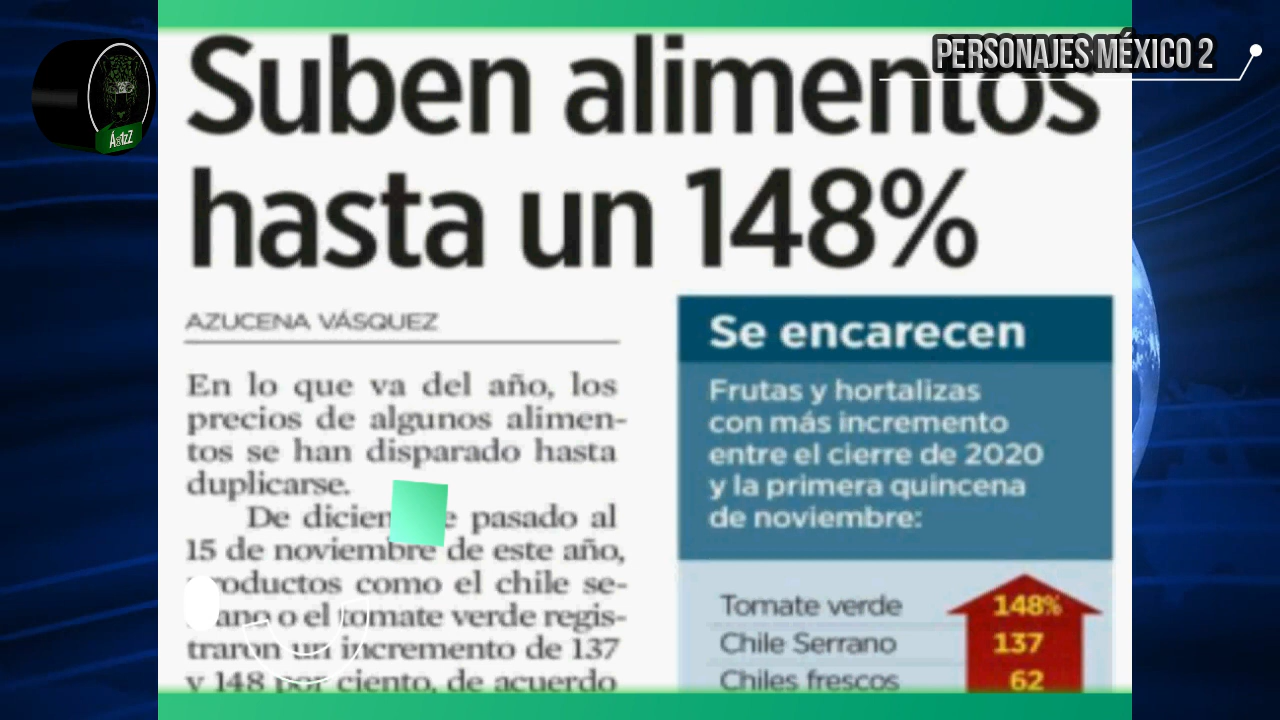 PERSONAJES MÉXICO 2
Suben alimentos
hasta un 148%
AZUCENA VÁSQUEZ
En lo que va del año, los
precios de algunos alimen-
tos se han disparado hasta
duplicarse.
De diciembre pasado al
15 de noviembre de este año,
productos como el chile se-
rrano o el tomate verde regis-
traron un incremento de 137
y 148 por ciento, de acuerdo
Se encarecen
Frutas y hortalizas
con más incremento
entre el cierre de 2020
y la primera quincena
de noviembre:
Tomate verde 148%
Chile Serrano 137
Chiles frescos 62